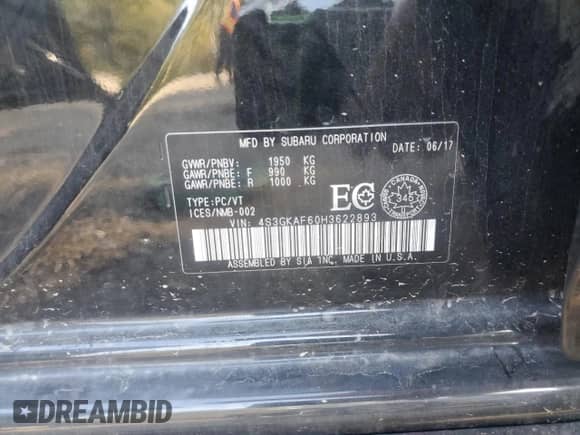 MFD BY SUBARU CORPORATION
DATE: 06/17
GVWR/PNBV: 1950 KG
GAWR/PNBE: F 990 KG
GAWR/PNBE: R 1000 KG
TYPE:PC/VT
ICES/NMB-002
EC
CANADA
345
TRANSPORT
VIN: 4S3GKAF60H3622893
ASSEMBLED BY SIA INC. MADE IN U.S.A.
DREAMBID